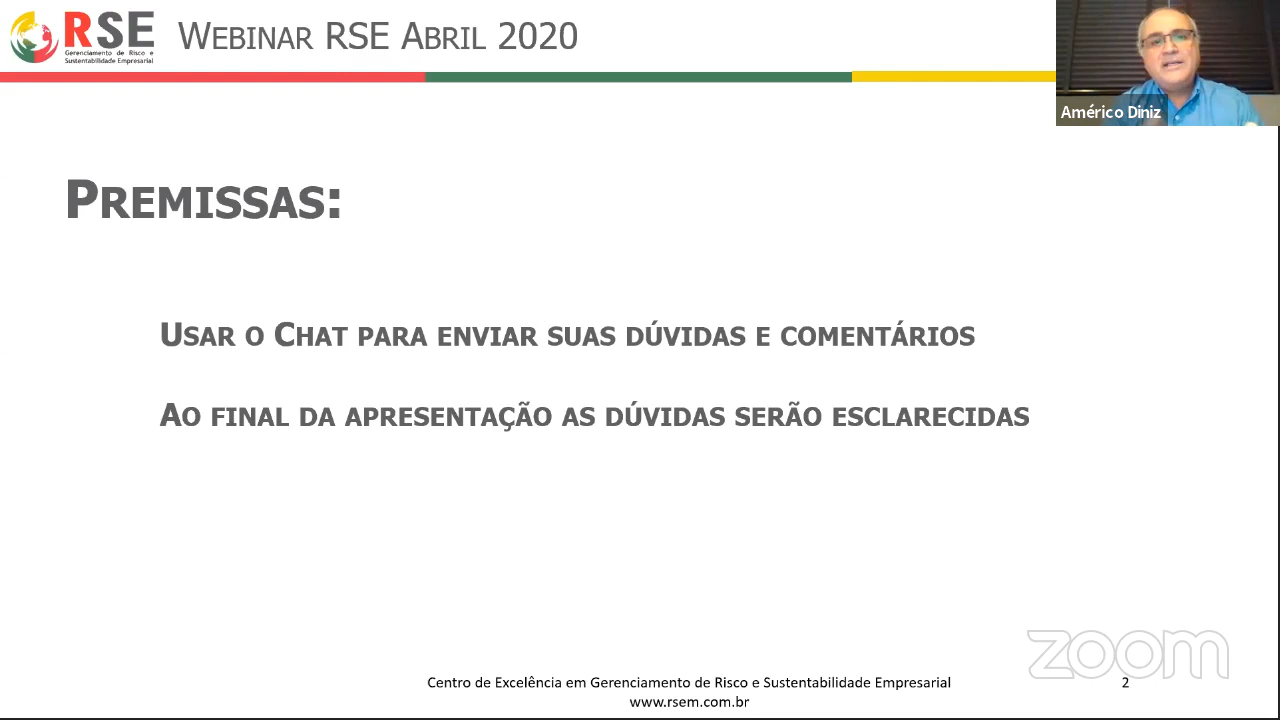 RSE
Gerenciamento de Risco e
Sustentabilidade Empresarial
WEBINAR RSE ABRIL 2020
Américo Diniz
PREMISSAS:
USAR O CHAT PARA ENVIAR SUAS DÚVIDAS E COMENTÁRIOS
AO FINAL DA APRESENTAÇÃO AS DÚVIDAS SERÃO ESCLARECIDAS
zoom
Centro de Excelência em Gerenciamento de Risco e Sustentabilidade Empresarial
2
www.rsem.com.br